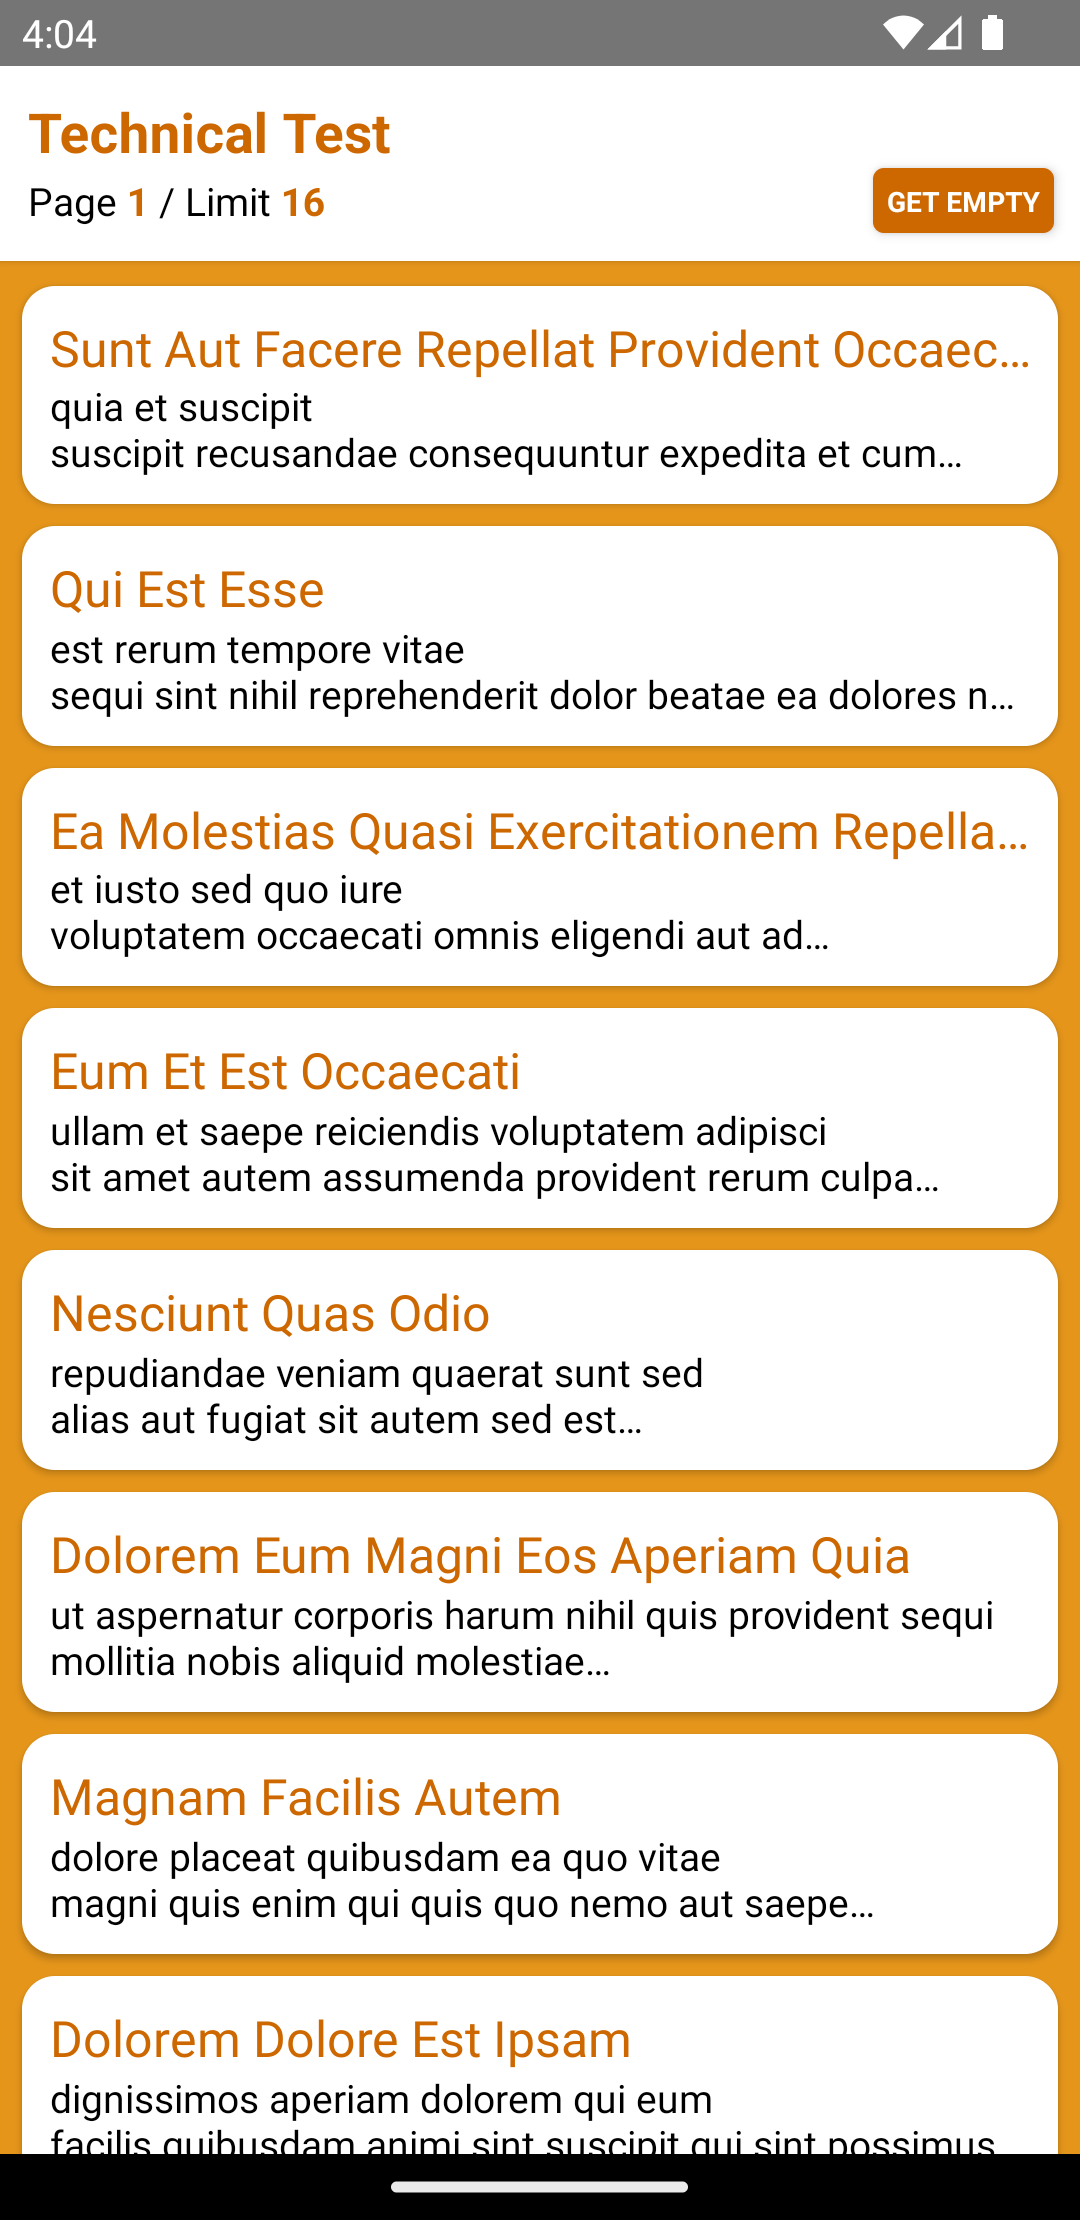 4:04
Technical Test
Page 1 / Limit 16
GET EMPTY
Sunt Aut Facere Repellat Provident Occaec...
quia et suscipit
suscipit recusandae consequuntur expedita et cum...
Qui Est Esse
est rerum tempore vitae
sequi sint nihil reprehenderit dolor beatae ea dolores n...
Ea Molestias Quasi Exercitationem Repella...
et iusto sed quo iure
voluptatem occaecati omnis eligendi aut ad...
Eum Et Est Occaecati
ullam et saepe reiciendis voluptatem adipisci
sit amet autem assumenda provident rerum culpa...
Nesciunt Quas Odio
repudiandae veniam quaerat sunt sed
alias aut fugiat sit autem sed est...
Dolorem Eum Magni Eos Aperiam Quia
ut aspernatur corporis harum nihil quis provident sequi
mollitia nobis aliquid molestiae...
Magnam Facilis Autem
dolore placeat quibusdam ea quo vitae
magni quis enim qui quis quo nemo aut saepe...
Dolorem Dolore Est Ipsam
dignissimos aperiam dolorem qui eum
facilis quibusdam animi sint suscipit qui sint possimus